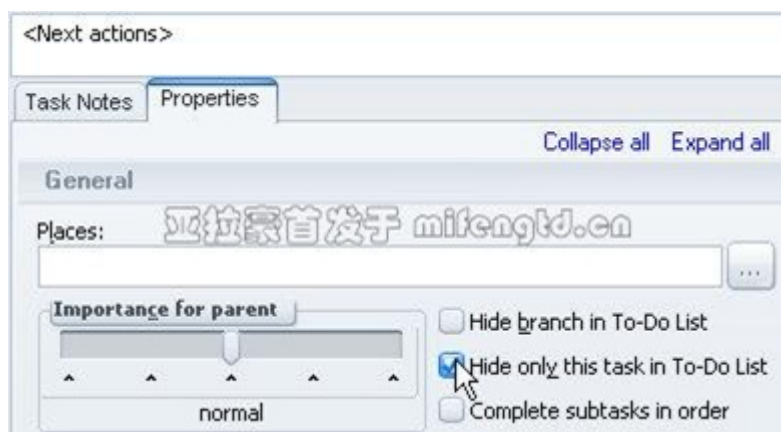 <Next actions>
Task Notes Properties
Collapse all Expand all
General
亚拉豪首发于 mifengtd.cn
Places:
...
Importance for parent
Hide branch in To-Do List
Hide only this task in To-Do List
normal
Complete subtasks in order